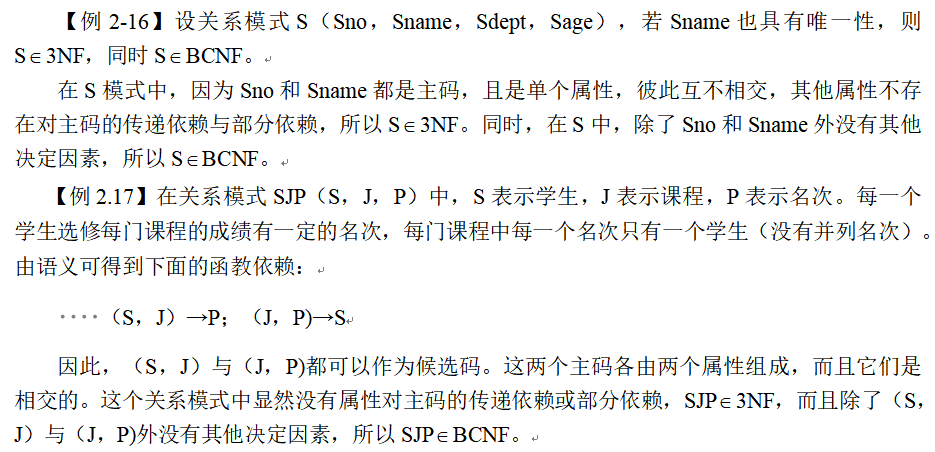 【例 2-16】设关系模式 S（Sno，Sname，Sdept，Sage），若 Sname 也具有唯一性，则
S∈3NF，同时 S∈BCNF。
在 S 模式中，因为 Sno 和 Sname 都是主码，且是单个属性，彼此互不相交，其他属性不存
在对主码的传递依赖与部分依赖，所以 S∈3NF。同时，在 S 中，除了 Sno 和 Sname 外没有其他
决定因素，所以 S∈BCNF。
【例 2.17】在关系模式 SJP（S，J，P）中，S 表示学生，J 表示课程，P 表示名次。每一个
学生选修每门课程的成绩有一定的名次，每门课程中每一个名次只有一个学生（没有并列名次）。
由语义可得到下面的函教依赖：
····（S，J）→P；（J，P)→S
因此，（S，J）与（J，P)都可以作为候选码。这两个主码各由两个属性组成，而且它们是
相交的。这个关系模式中显然没有属性对主码的传递依赖或部分依赖，SJP∈3NF，而且除了（S，
J）与（J，P)外没有其他决定因素，所以 SJP∈BCNF。